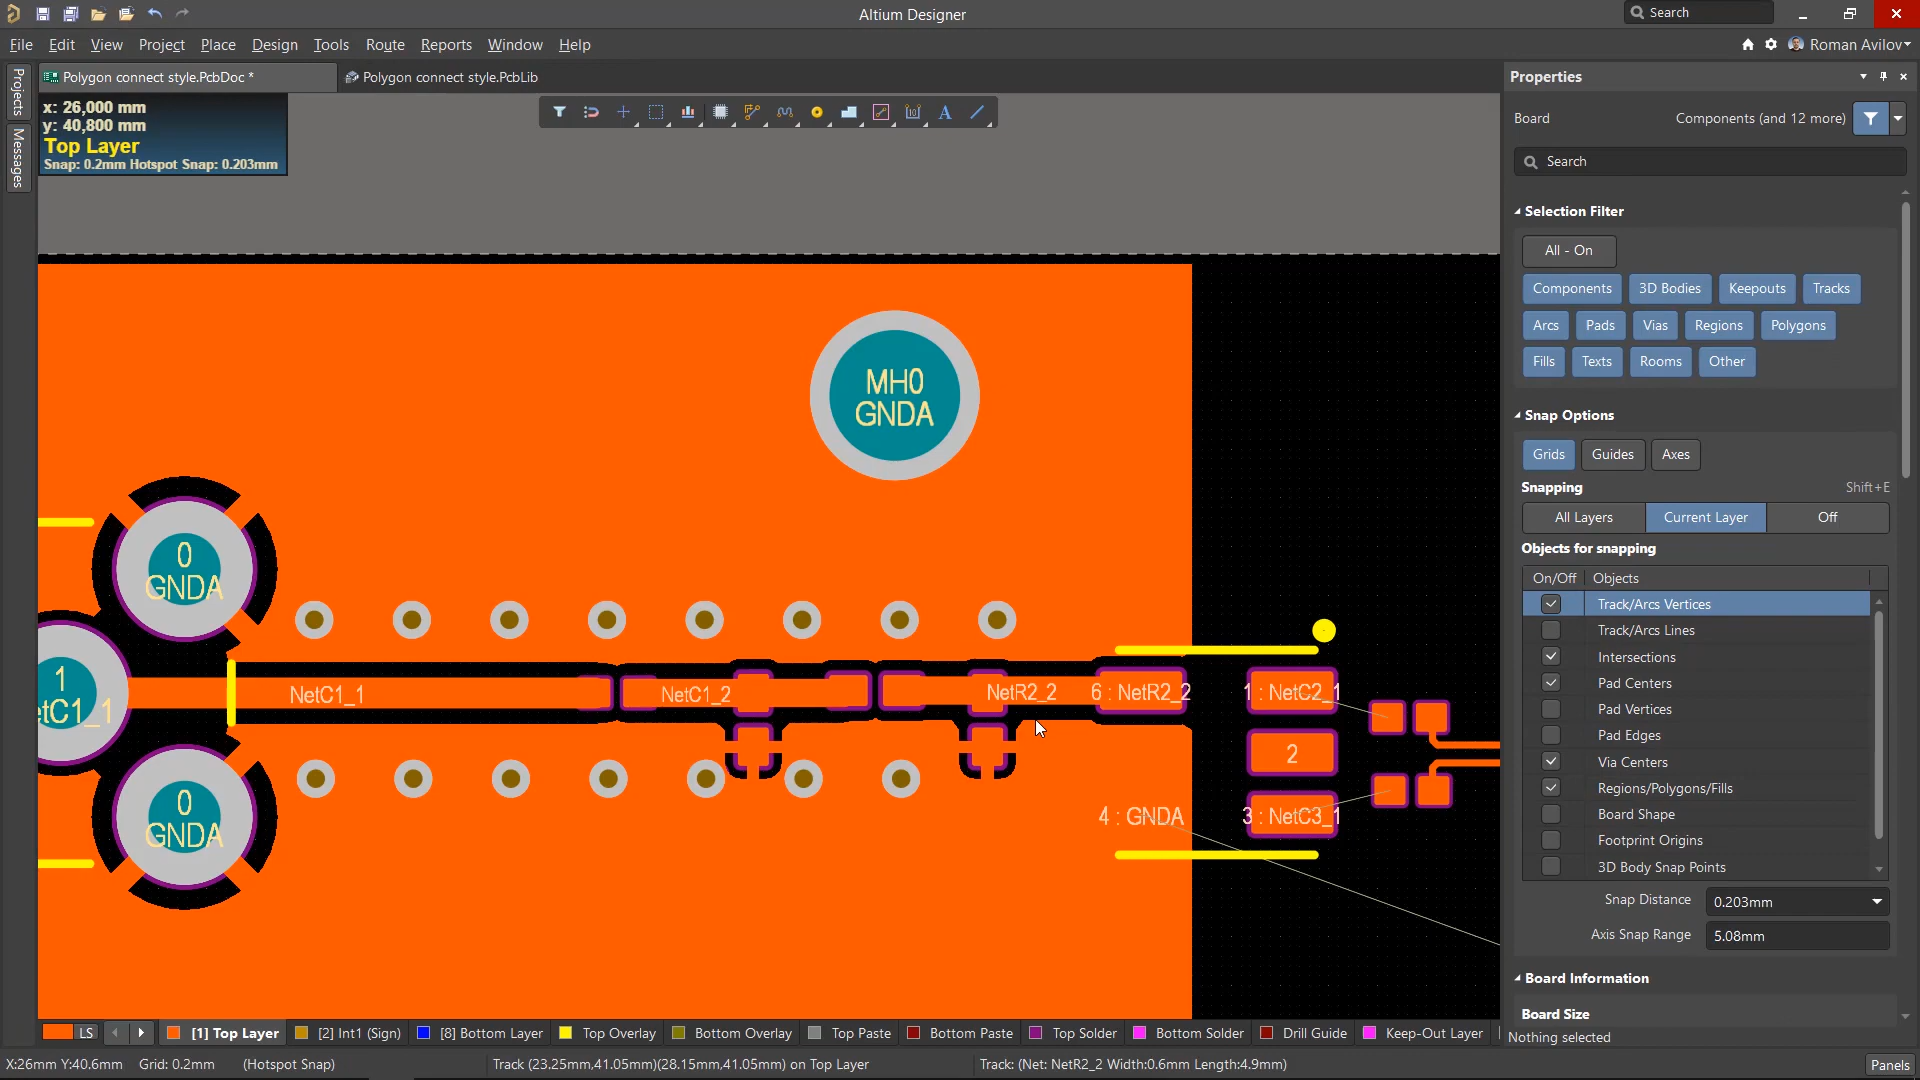 Altium Designer
Search
File Edit View Project Place Design Tools Route Reports Window Help
Roman Avilov
Projects
Messages
Polygon connect style.PcbDoc *
Polygon connect style.PcbLib
x: 26,000 mm
y: 40,800 mm
Top Layer
Snap: 0.2mm Hotspot Snap: 0.203mm
MH0
GNDA
0
GNDA
1
etC1_1
0
GNDA
NetC1_1
NetC1_2
NetR2_2
6 : NetR2_2
1 : NetC2_1
2
3 : NetC3_1
4 : GNDA
Properties
Board
Components (and 12 more)
Search
Selection Filter
All - On
Components 3D Bodies Keepouts Tracks
Arcs Pads Vias Regions Polygons
Fills Texts Rooms Other
Snap Options
Grids Guides Axes
Snapping Shift+E
All Layers Current Layer Off
Objects for snapping
On/Off Objects
Track/Arcs Vertices
Track/Arcs Lines
Intersections
Pad Centers
Pad Vertices
Pad Edges
Via Centers
Regions/Polygons/Fills
Board Shape
Footprint Origins
3D Body Snap Points
Snap Distance 0.203mm
Axis Snap Range 5.08mm
Board Information
Board Size
Nothing selected
LS [1] Top Layer [2] Int1 (Sign) [8] Bottom Layer Top Overlay Bottom Overlay Top Paste Bottom Paste Top Solder Bottom Solder Drill Guide Keep-Out Layer
X:26mm Y:40.6mm Grid: 0.2mm (Hotspot Snap) Track (23.25mm,41.05mm)(28.15mm,41.05mm) on Top Layer Track: (Net: NetR2_2 Width:0.6mm Length:4.9mm)
Panels